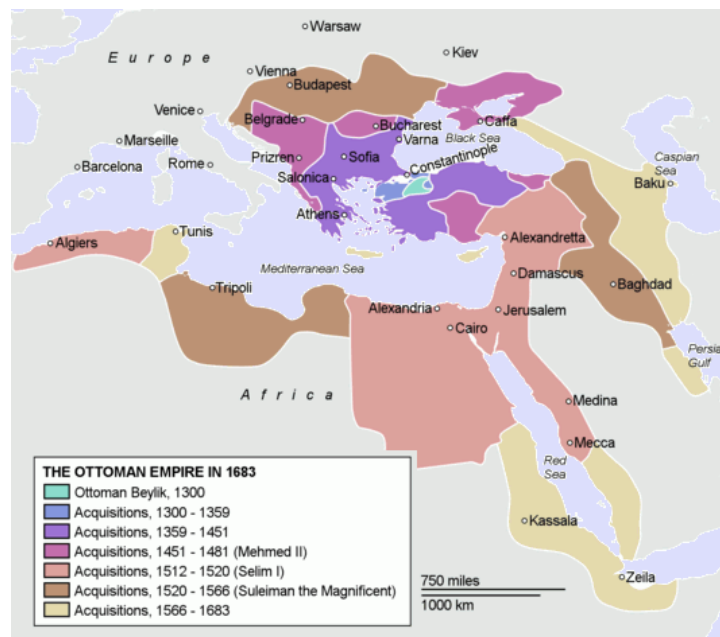 Warsaw
Europe
Kiev
Vienna
Budapest
Venice
Belgrade
Bucharest
Caffa
Black Sea
Varna
Marseille
Prizren
Sofia
Constantinople
Caspian
Sea
Barcelona
Rome
Salonica
Baku
Athens
Tunis
Algiers
Alexandretta
Mediterranean Sea
Damascus
Tripoli
Baghdad
Alexandria
Jerusalem
Cairo
Persian
Gulf
Africa
Medina
Mecca
Red
Sea
Kassala
Zeila
THE OTTOMAN EMPIRE IN 1683
Ottoman Beylik, 1300
Acquisitions, 1300 - 1359
Acquisitions, 1359 - 1451
Acquisitions, 1451 - 1481 (Mehmed II)
Acquisitions, 1512 - 1520 (Selim I)
Acquisitions, 1520 - 1566 (Suleiman the Magnificent)
Acquisitions, 1566 - 1683
750 miles
1000 km